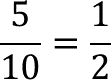 5/10 = 1/2